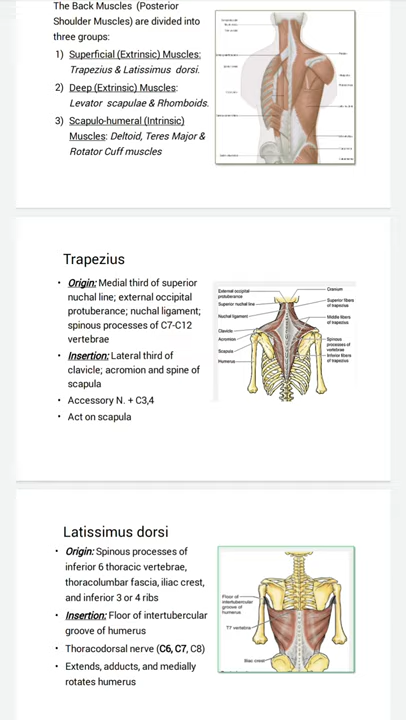 The Back Muscles (Posterior
Shoulder Muscles) are divided into
three groups:
1) Superficial (Extrinsic) Muscles:
Trapezius & Latissimus dorsi.
2) Deep (Extrinsic) Muscles:
Levator scapulae & Rhomboids.
3) Scapulo-humeral (Intrinsic)
Muscles: Deltoid, Teres Major &
Rotator Cuff muscles
Trapezius
• Origin: Medial third of superior
nuchal line; external occipital
protuberance; nuchal ligament;
spinous processes of C7-C12
vertebrae
• Insertion: Lateral third of
clavicle; acromion and spine of
scapula
• Accessory N. + C3,4
• Act on scapula
External occipital
protuberance
Superior nuchal line
Nuchal ligament
Clavicle
Acromion
Scapula
Humerus
Cranium
Superior fibers
of trapezius
Middle fibers
of trapezius
Spinous
processes of
vertebrae
Inferior fibers
of trapezius
Latissimus dorsi
• Origin: Spinous processes of
inferior 6 thoracic vertebrae,
thoracolumbar fascia, iliac crest,
and inferior 3 or 4 ribs
• Insertion: Floor of intertubercular
groove of humerus
• Thoracodorsal nerve (C6, C7, C8)
• Extends, adducts, and medially
rotates humerus
Floor of
intertubercular
groove of
humerus
T7 vertebra
Iliac crest